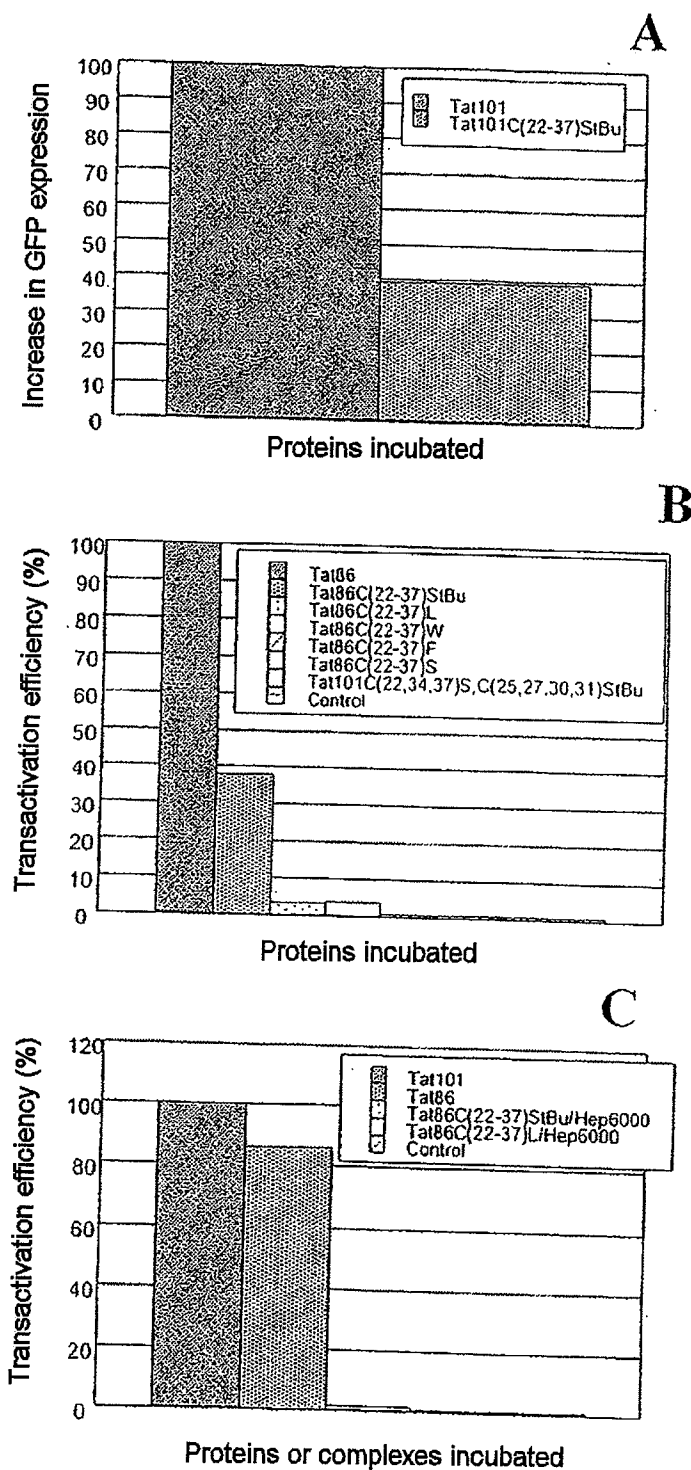 A
100
90
80
70
60
50
40
30
20
10
0
Increase in GFP expression
Tat101
Tat101C(22-37)StBu
Proteins incubated
B
100
90
80
70
60
50
40
30
20
10
0
Transactivation efficiency (%)
Tat86
Tat86C(22-37)StBu
Tat86C(22-37)L
Tat86C(22-37)W
Tat86C(22-37)F
Tat86C(22-37)S
Tat101C(22,34,37)S,C(25,27,30,31)StBu
Control
Proteins incubated
C
120
100
80
60
40
20
0
Transactivation efficiency (%)
Tat101
Tat86
Tat86C(22-37)StBu/Hep6000
Tat86C(22-37)L/Hep6000
Control
Proteins or complexes incubated